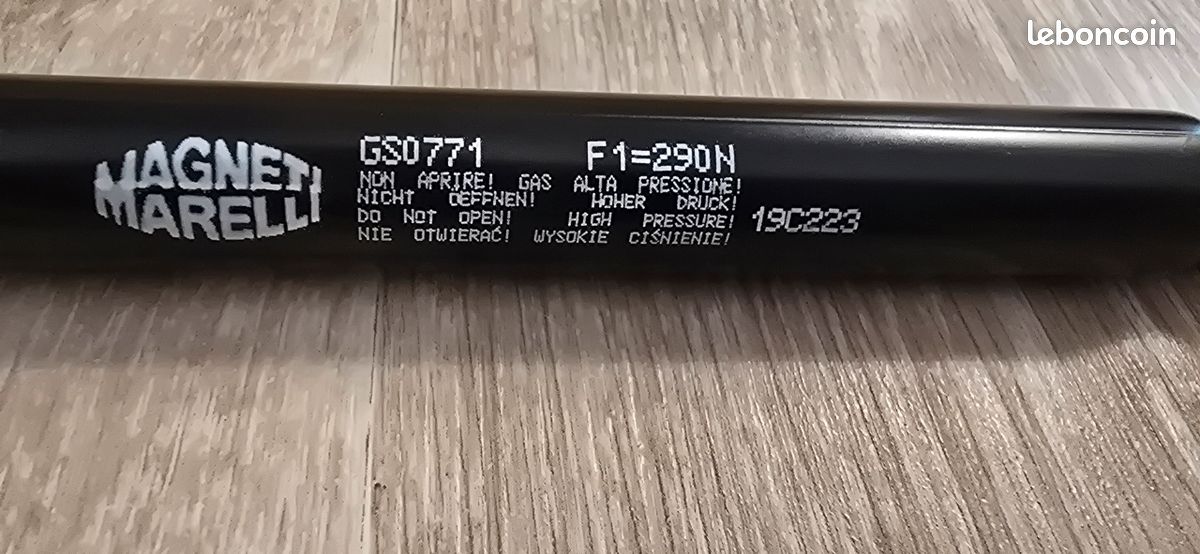 leboncoin
MAGNETI
MARELLI
GS0771 F1=290N
NON APRIRE! GAS ALTA PRESSIONE!
NICHT OEFFNEN! HOHER DRUCK!
DO NOT OPEN! HIGH PRESSURE!
NIE OTWIERAĆ! WYSOKIE CIŚNIENIE!
19C223